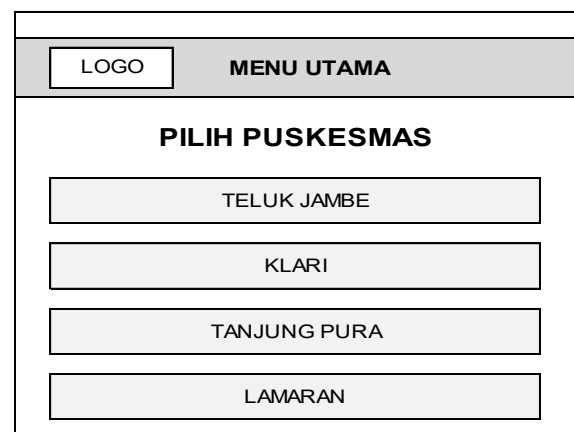 LOGO MENU UTAMA
PILIH PUSKESMAS
TELUK JAMBE
KLARI
TANJUNG PURA
LAMARAN